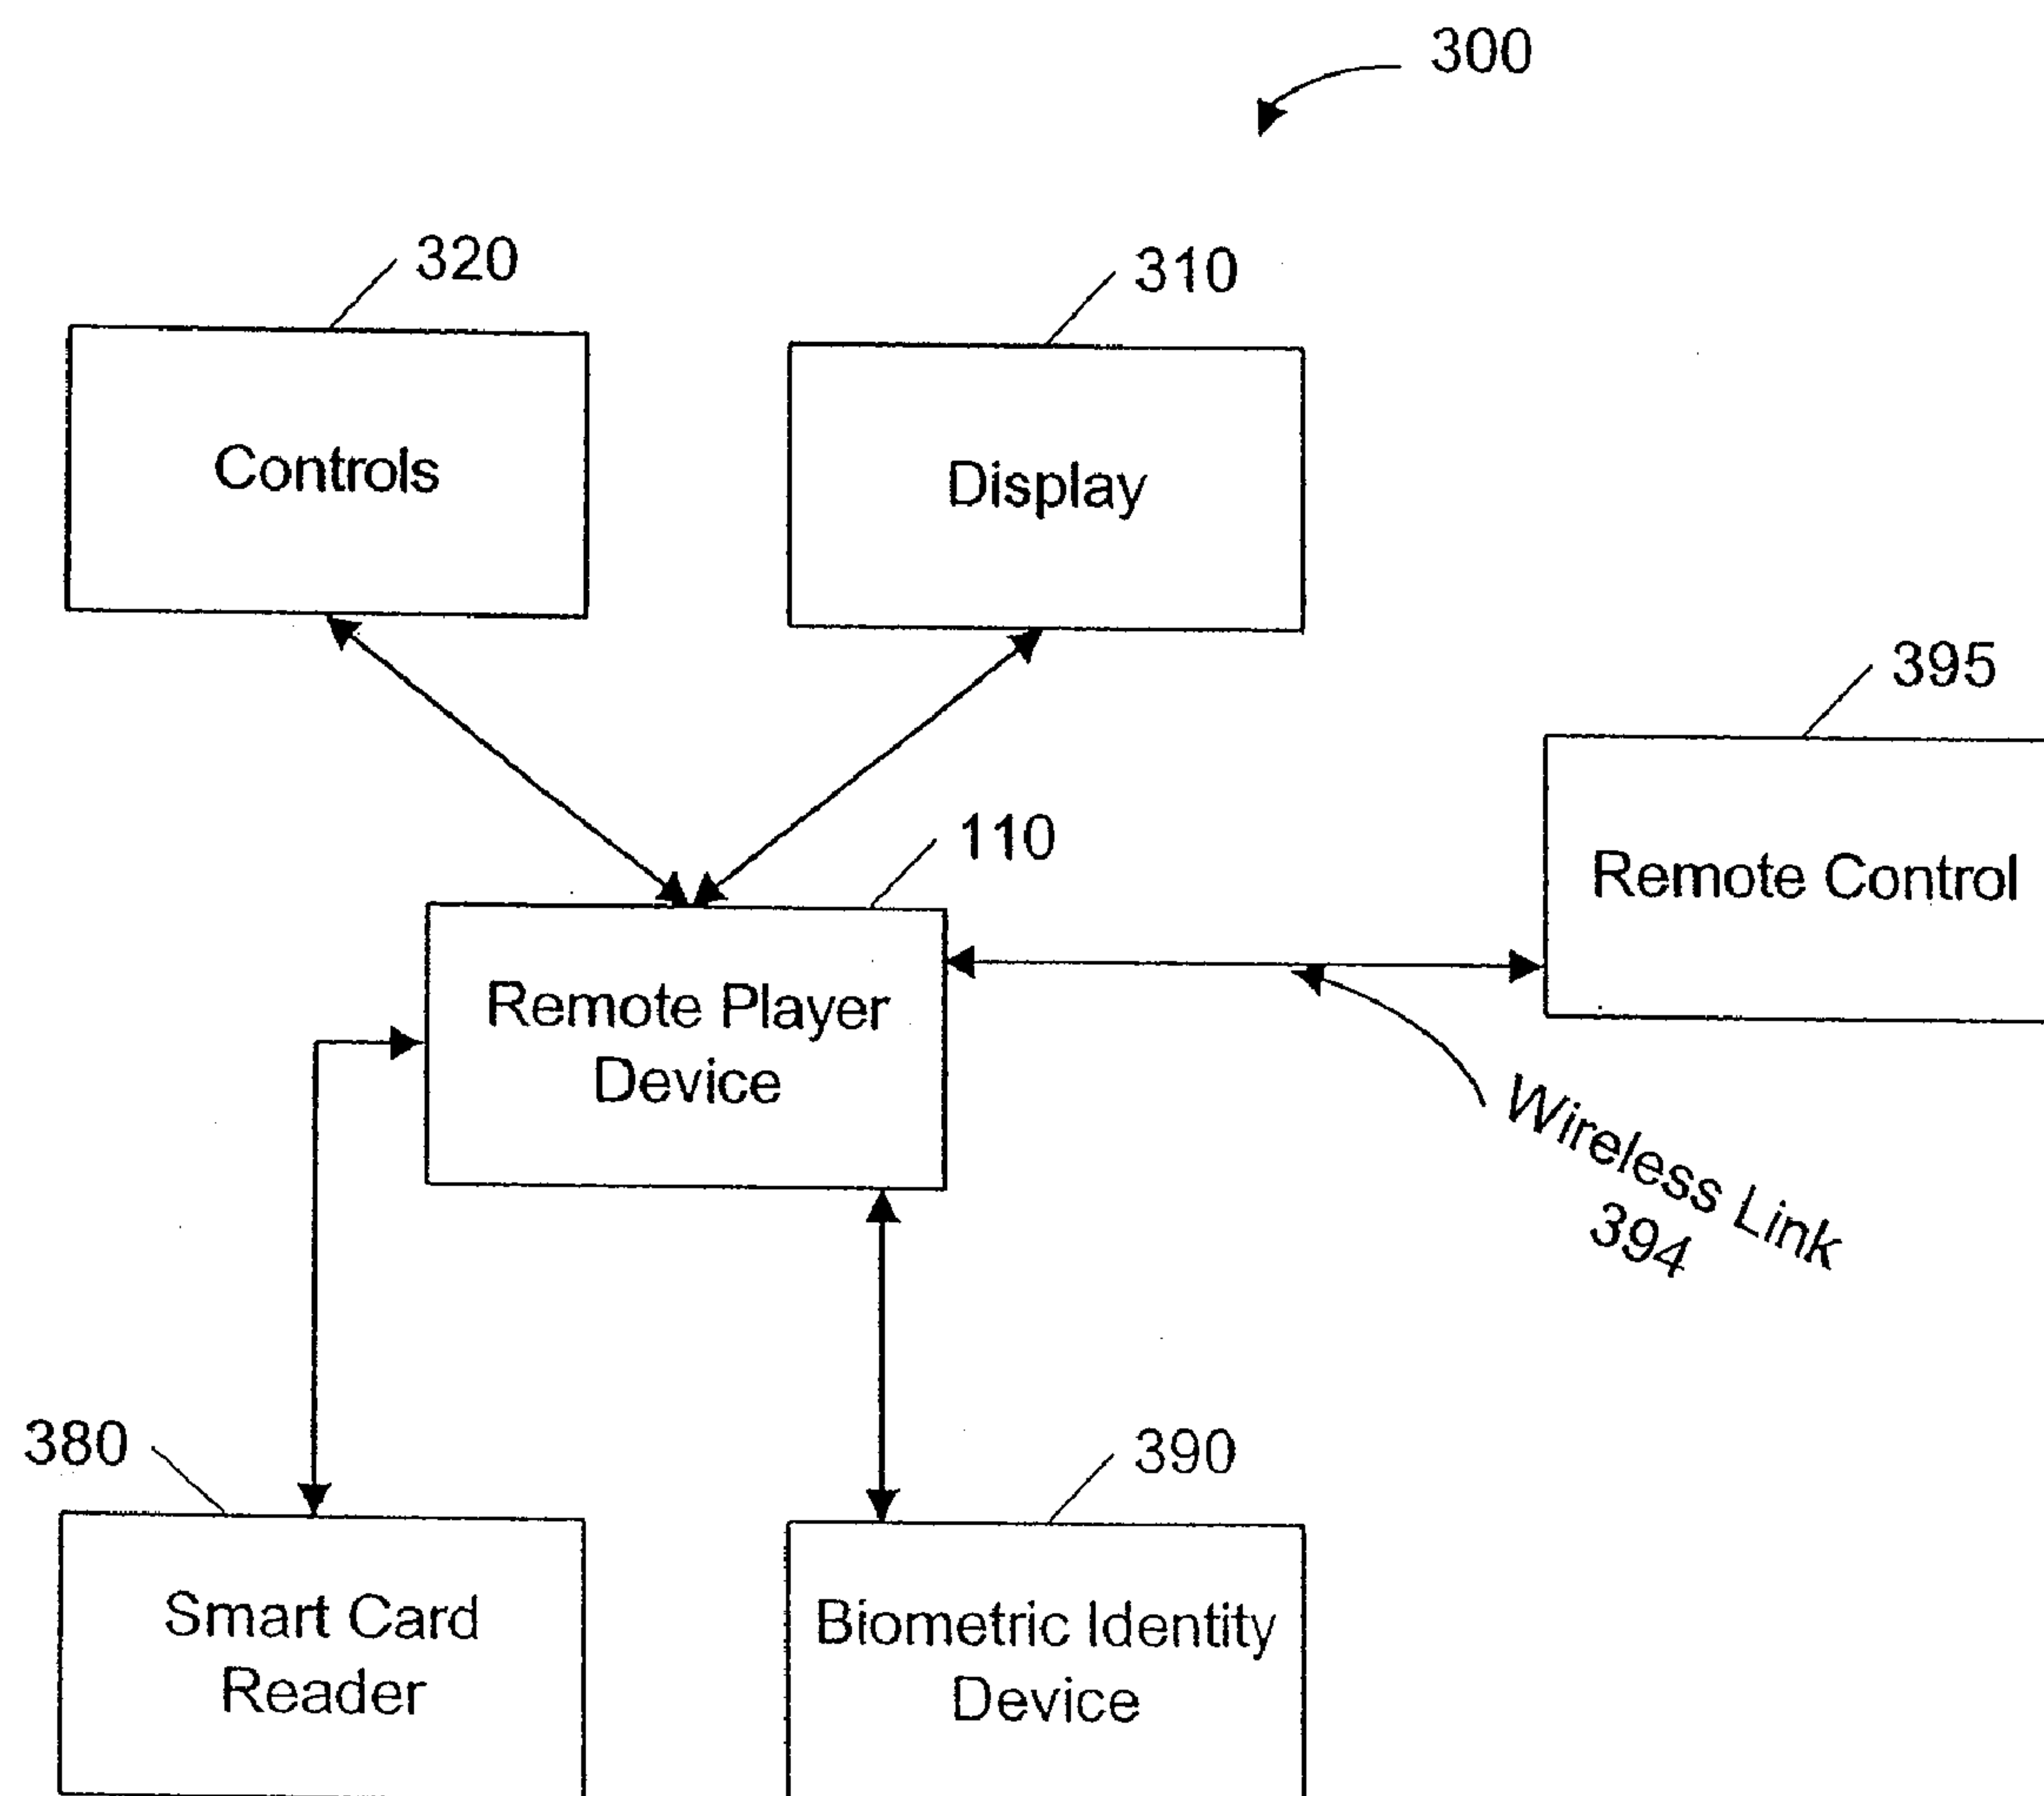 300
320
310
Controls
Display
395
110
Remote Control
Remote Player
Device
Wireless Link
394
380
390
Smart Card
Reader
Biometric Identity
Device